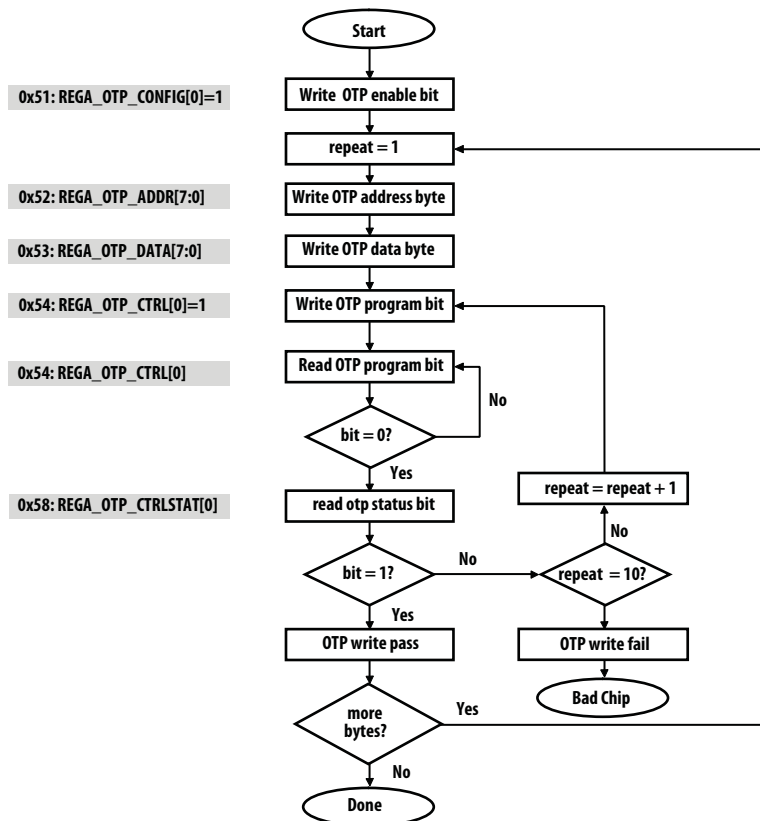 Start
0x51: REGA_OTP_CONFIG[0]=1
Write OTP enable bit
repeat = 1
0x52: REGA_OTP_ADDR[7:0]
Write OTP address byte
0x53: REGA_OTP_DATA[7:0]
Write OTP data byte
0x54: REGA_OTP_CTRL[0]=1
Write OTP program bit
0x54: REGA_OTP_CTRL[0]
Read OTP program bit
No
bit = 0?
Yes
0x58: REGA_OTP_CTRLSTAT[0]
read otp status bit
repeat = repeat + 1
No
bit = 1?
No
repeat = 10?
Yes
OTP write pass
OTP write fail
Bad Chip
more
bytes?
Yes
No
Done